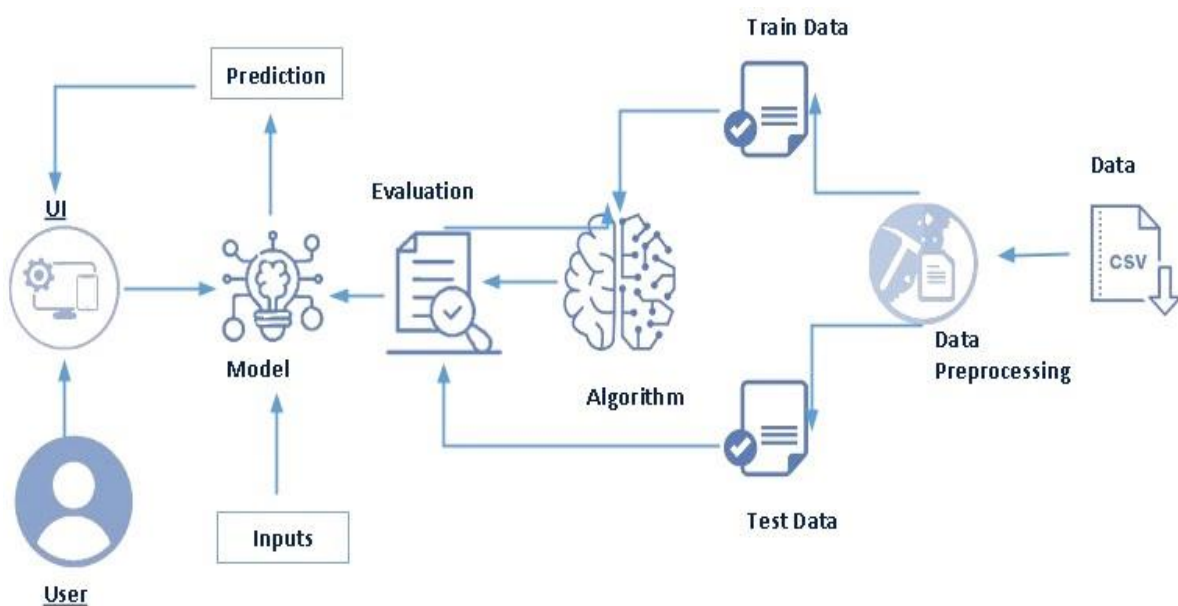 Train Data
Prediction
Data
Evaluation
UI
CSV
Data
Preprocessing
Model
Algorithm
Inputs
Test Data
User